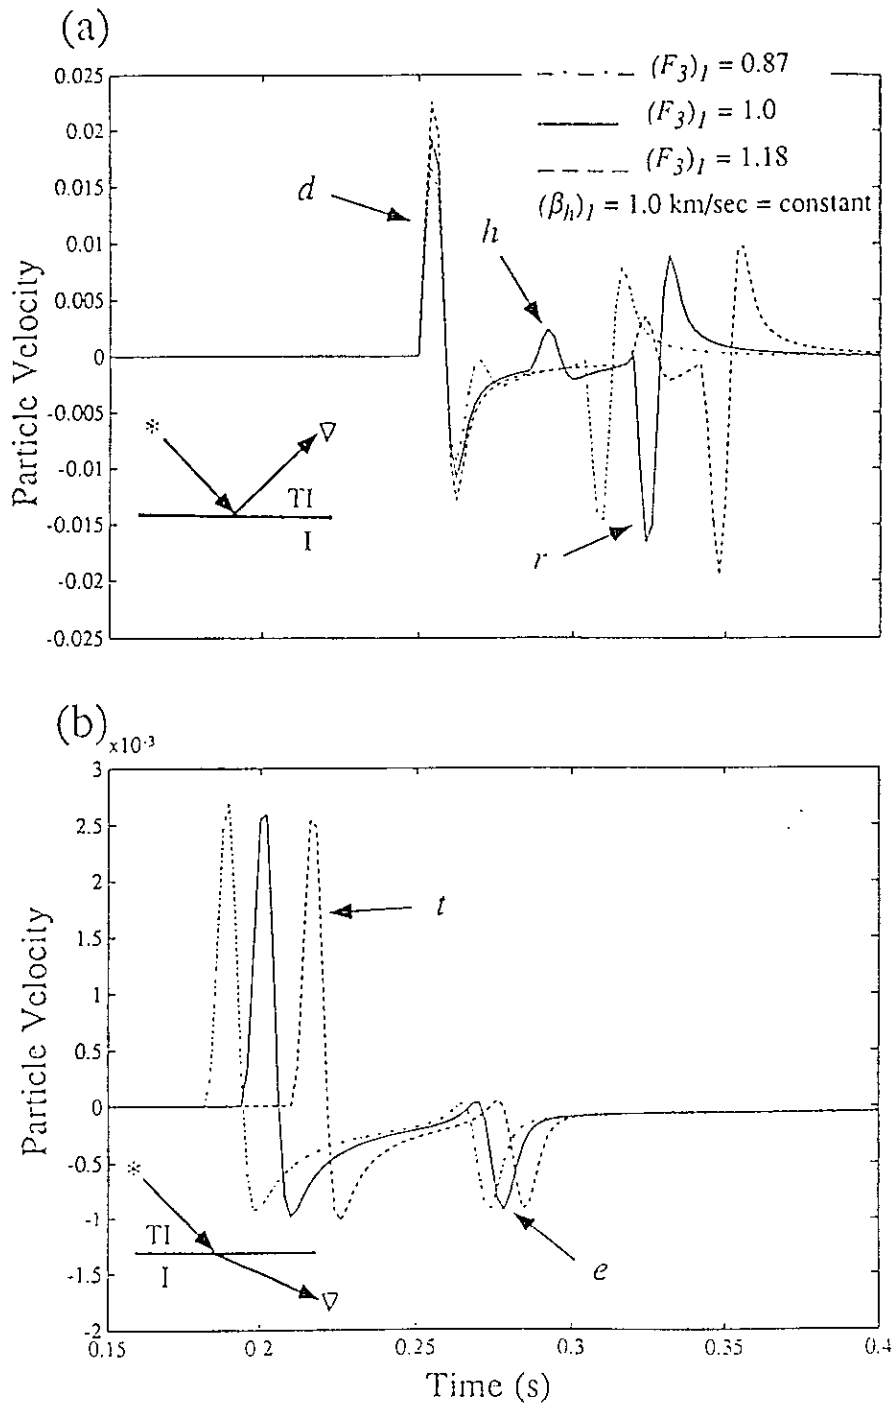 (a)
(F3)1 = 0.87
(F3)1 = 1.0
(F3)1 = 1.18
(βh)1 = 1.0 km/sec = constant
d
h
r
0.025
0.02
0.015
0.01
0.005
0
-0.005
-0.01
-0.015
-0.02
-0.025
Particle Velocity
*
TI
I
(b)
x10-3
3
2.5
2
1.5
1
0.5
0
-0.5
-1
-1.5
-2
Particle Velocity
t
e
*
TI
I
0.15
0.2
0.25
0.3
0.35
0.4
Time (s)